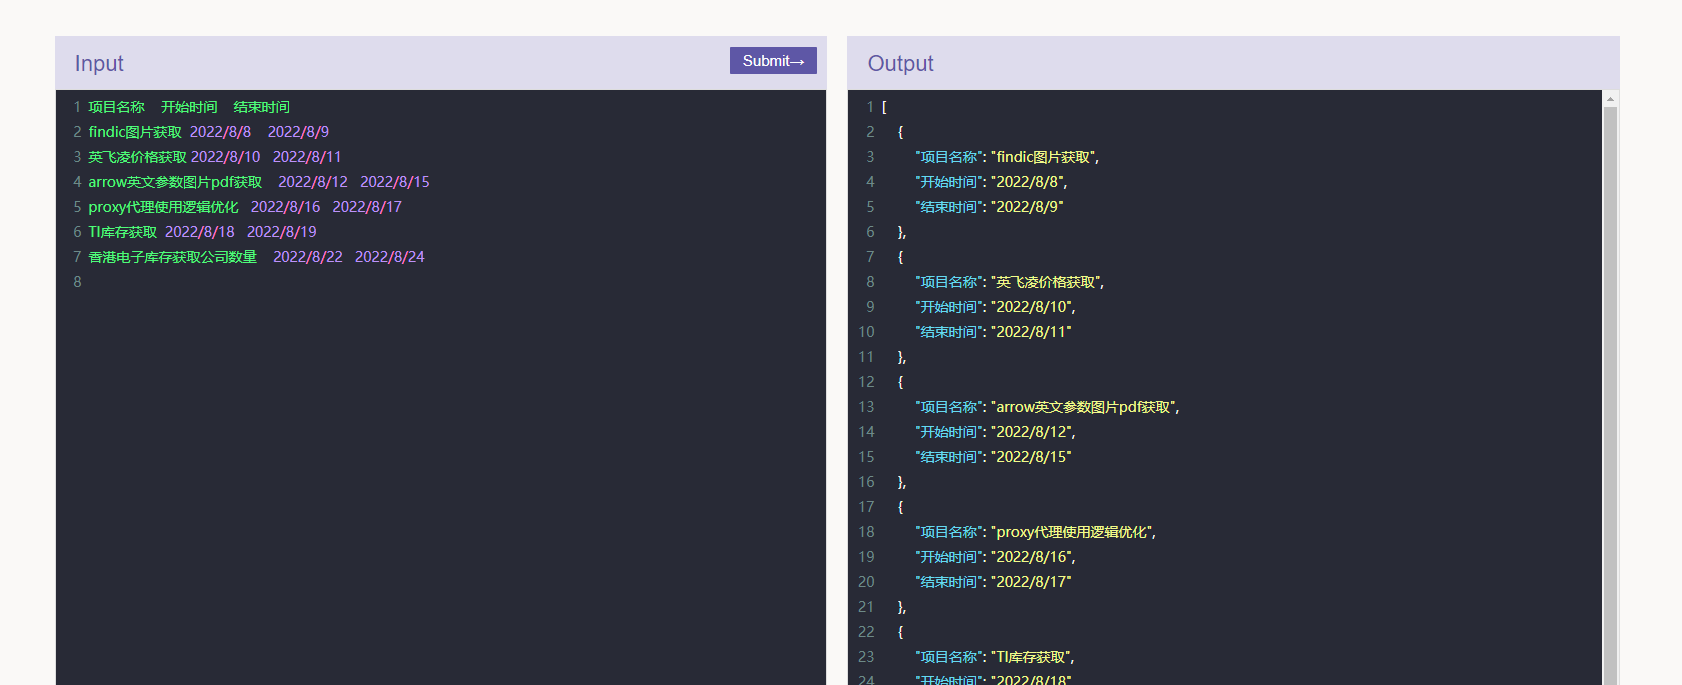 Input
Submit→
1 项目名称 开始时间 结束时间
2 findic图片获取 2022/8/8 2022/8/9
3 英飞凌价格获取 2022/8/10 2022/8/11
4 arrow英文参数图片pdf获取 2022/8/12 2022/8/15
5 proxy代理使用逻辑优化 2022/8/16 2022/8/17
6 TI库存获取 2022/8/18 2022/8/19
7 香港电子库存获取公司数量 2022/8/22 2022/8/24
8
Output
1 [
2 {
3 "项目名称": "findic图片获取",
4 "开始时间": "2022/8/8",
5 "结束时间": "2022/8/9"
6 },
7 {
8 "项目名称": "英飞凌价格获取",
9 "开始时间": "2022/8/10",
10 "结束时间": "2022/8/11"
11 },
12 {
13 "项目名称": "arrow英文参数图片pdf获取",
14 "开始时间": "2022/8/12",
15 "结束时间": "2022/8/15"
16 },
17 {
18 "项目名称": "proxy代理使用逻辑优化",
19 "开始时间": "2022/8/16",
20 "结束时间": "2022/8/17"
21 },
22 {
23 "项目名称": "TI库存获取",
24 "开始时间": "2022/8/18"